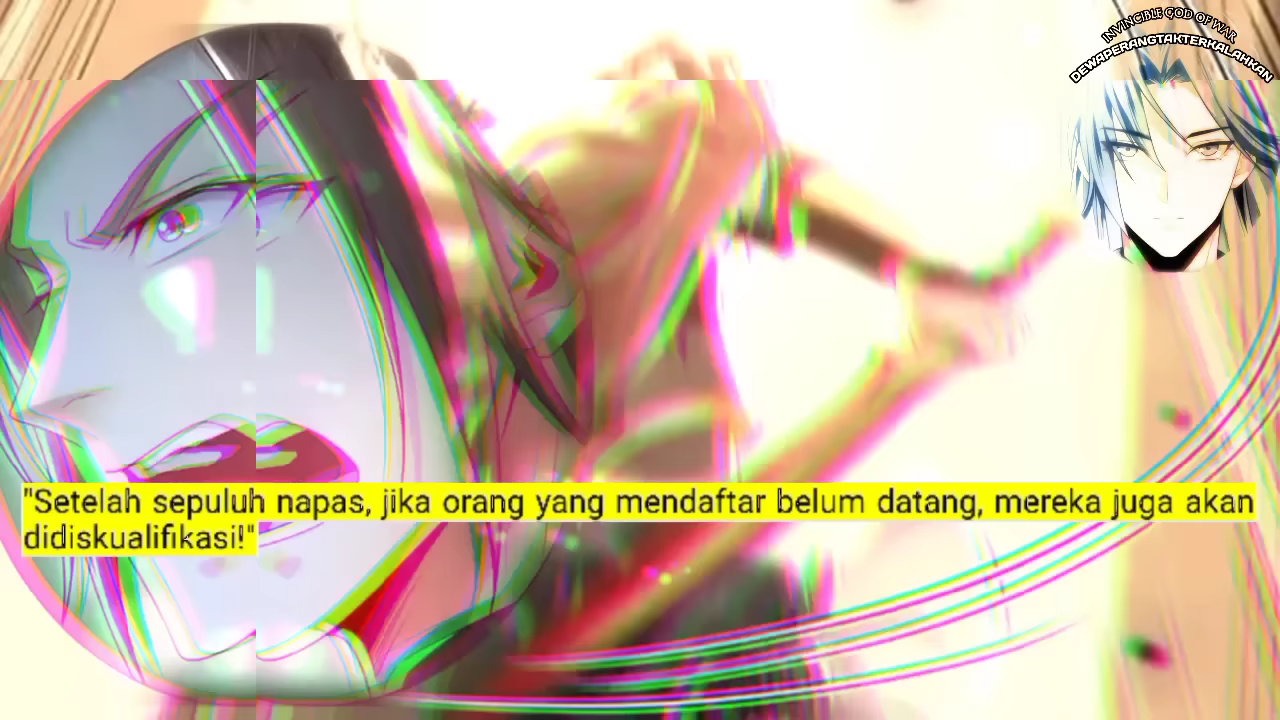 INVINCIBLE GOD OF WAR
DEWAPERANGTAKTERKALAHKAN
"Setelah sepuluh napas, jika orang yang mendaftar belum datang, mereka juga akan
didiskualifikasi!"